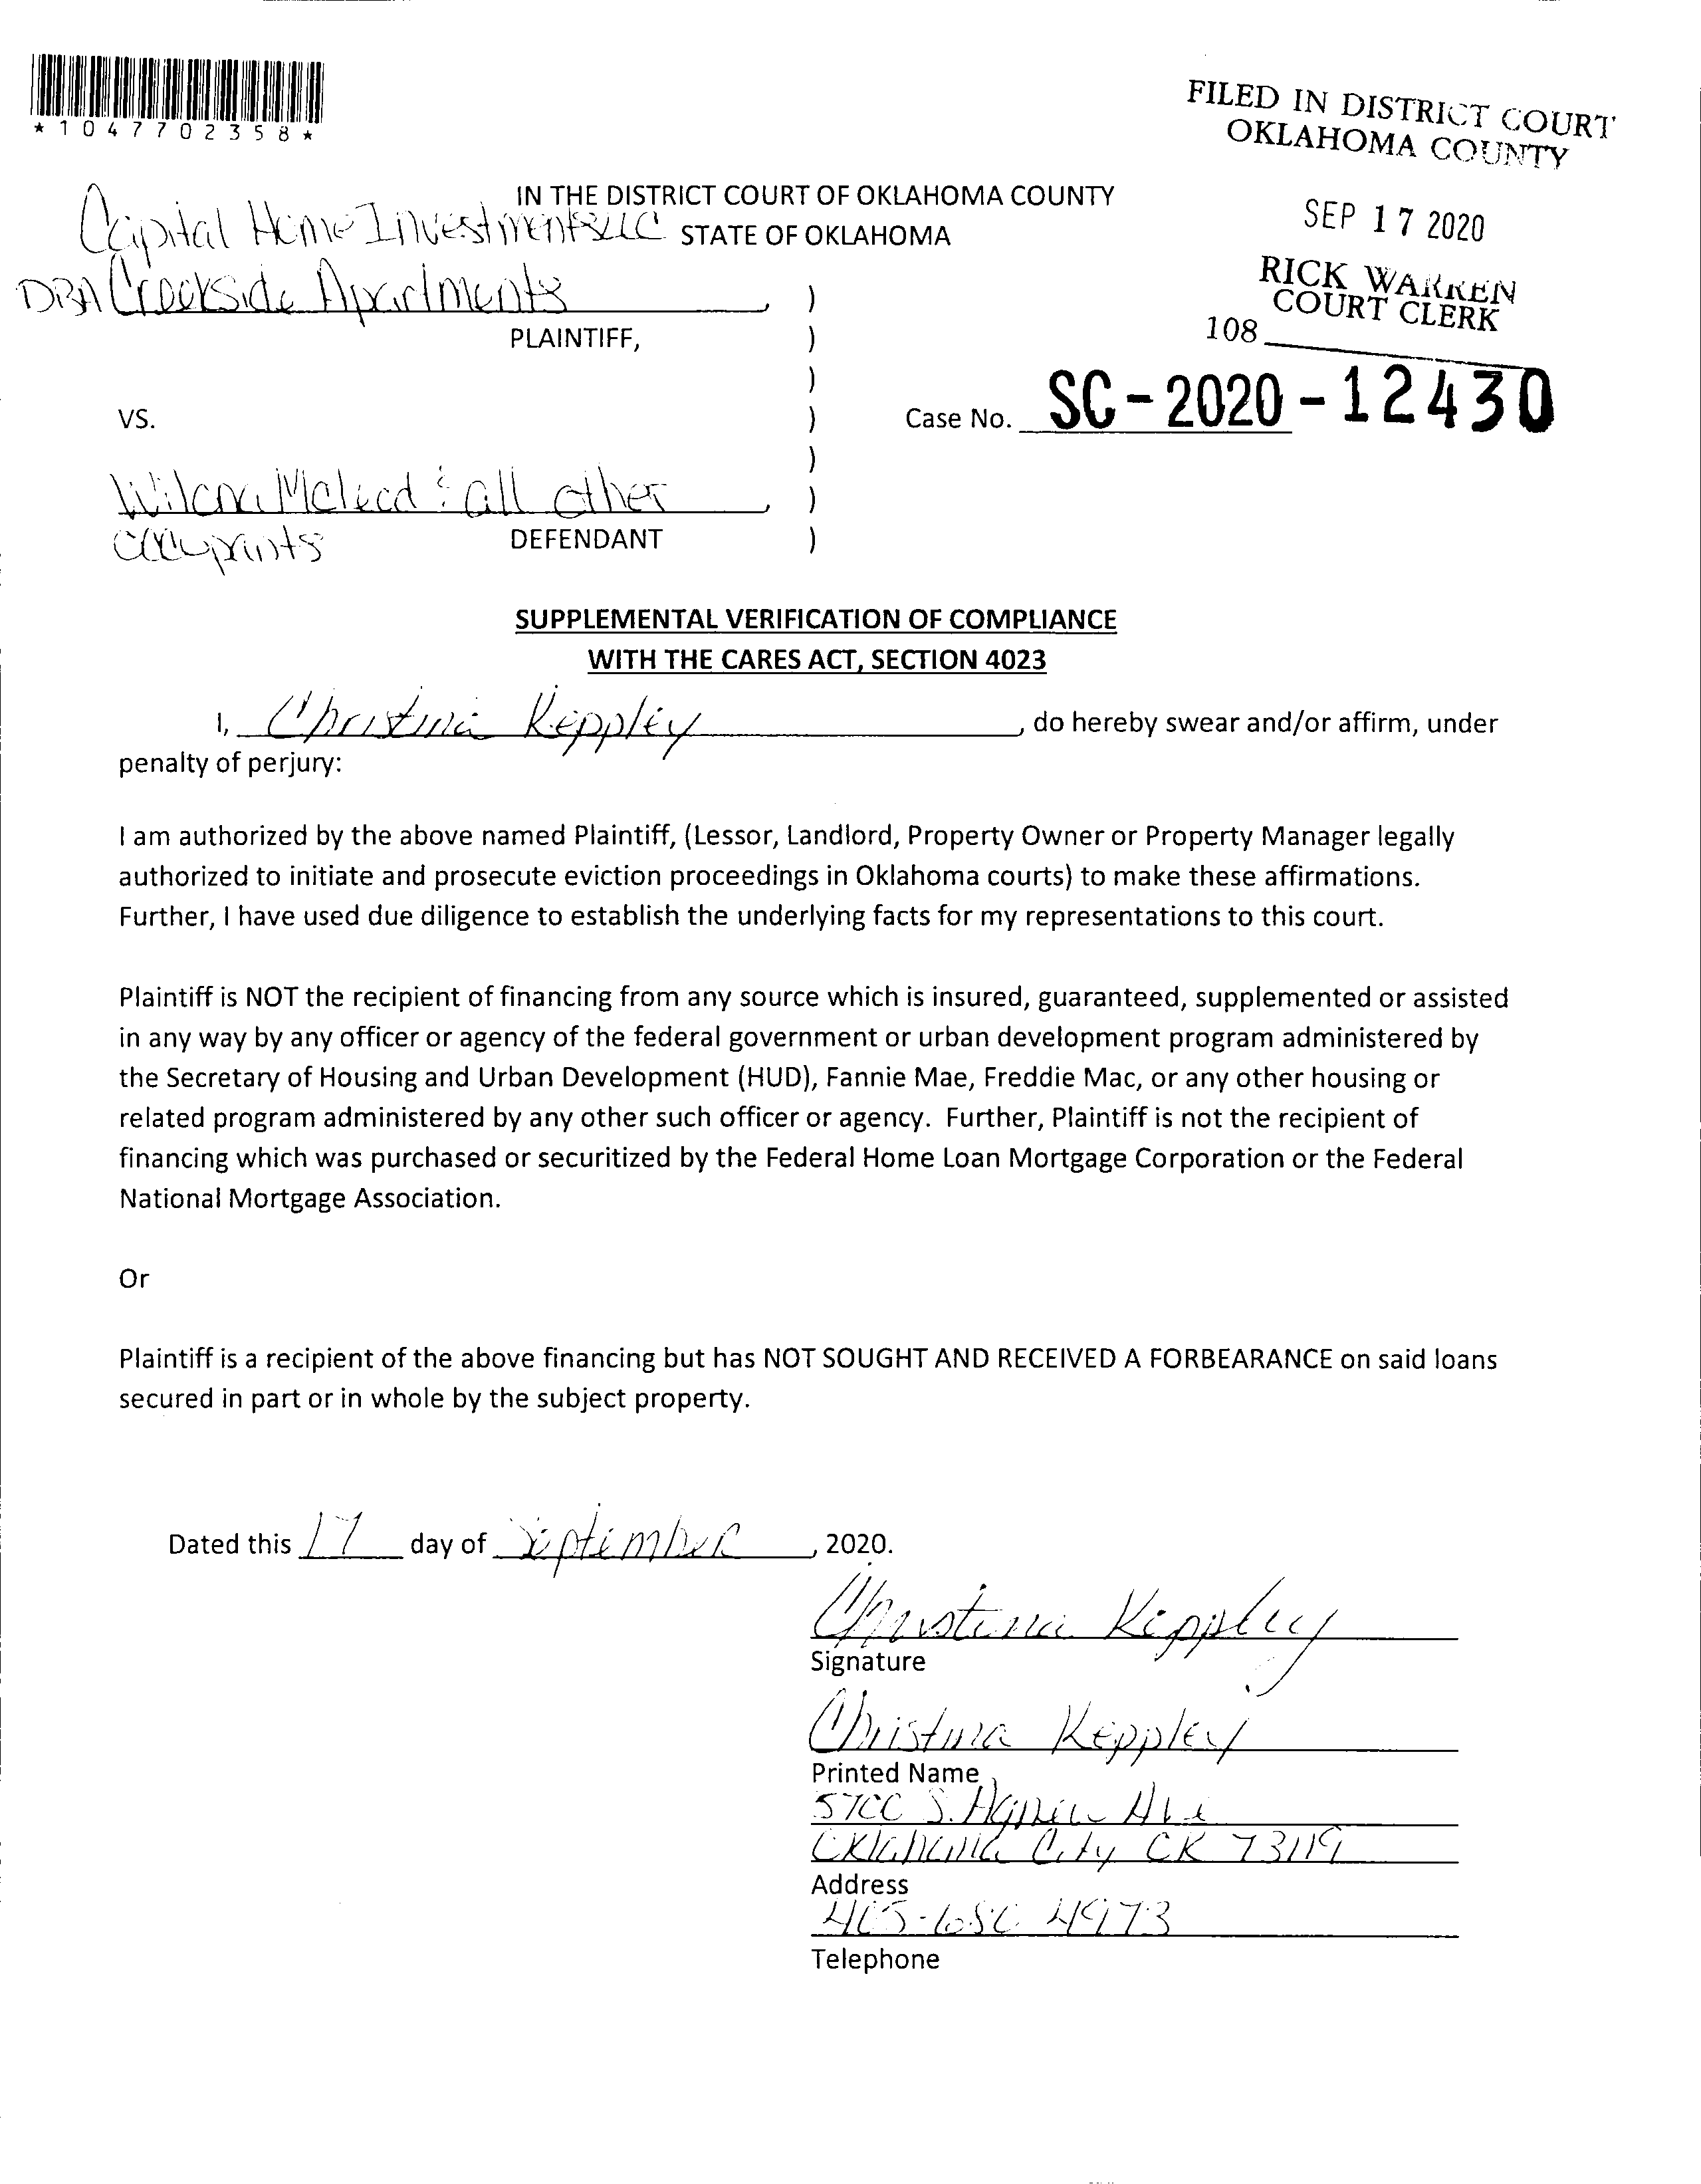 *1047702358*
FILED IN DISTRICT COURT
OKLAHOMA COUNTY
SEP 17 2020
RICK WARREN
COURT CLERK
108
IN THE DISTRICT COURT OF OKLAHOMA COUNTY
STATE OF OKLAHOMA
Capital Home Investments LLC
DBA Creekside Apartments
, )
PLAINTIFF, )
)
VS. )
Case No. SC-2020-12430
)
Mcleod & all other , )
occupants
DEFENDANT )
SUPPLEMENTAL VERIFICATION OF COMPLIANCE
WITH THE CARES ACT, SECTION 4023
I, Christina Keppley , do hereby swear and/or affirm, under
penalty of perjury:
I am authorized by the above named Plaintiff, (Lessor, Landlord, Property Owner or Property Manager legally
authorized to initiate and prosecute eviction proceedings in Oklahoma courts) to make these affirmations.
Further, I have used due diligence to establish the underlying facts for my representations to this court.
Plaintiff is NOT the recipient of financing from any source which is insured, guaranteed, supplemented or assisted
in any way by any officer or agency of the federal government or urban development program administered by
the Secretary of Housing and Urban Development (HUD), Fannie Mae, Freddie Mac, or any other housing or
related program administered by any other such officer or agency. Further, Plaintiff is not the recipient of
financing which was purchased or securitized by the Federal Home Loan Mortgage Corporation or the Federal
National Mortgage Association.
Or
Plaintiff is a recipient of the above financing but has NOT SOUGHT AND RECEIVED A FORBEARANCE on said loans
secured in part or in whole by the subject property.
Dated this 17 day of September , 2020.
Christina Keppley
Signature
Christina Keppley
Printed Name
5700 S. Agnew Ave
Oklahoma City OK 73119
Address
405-650 4973
Telephone